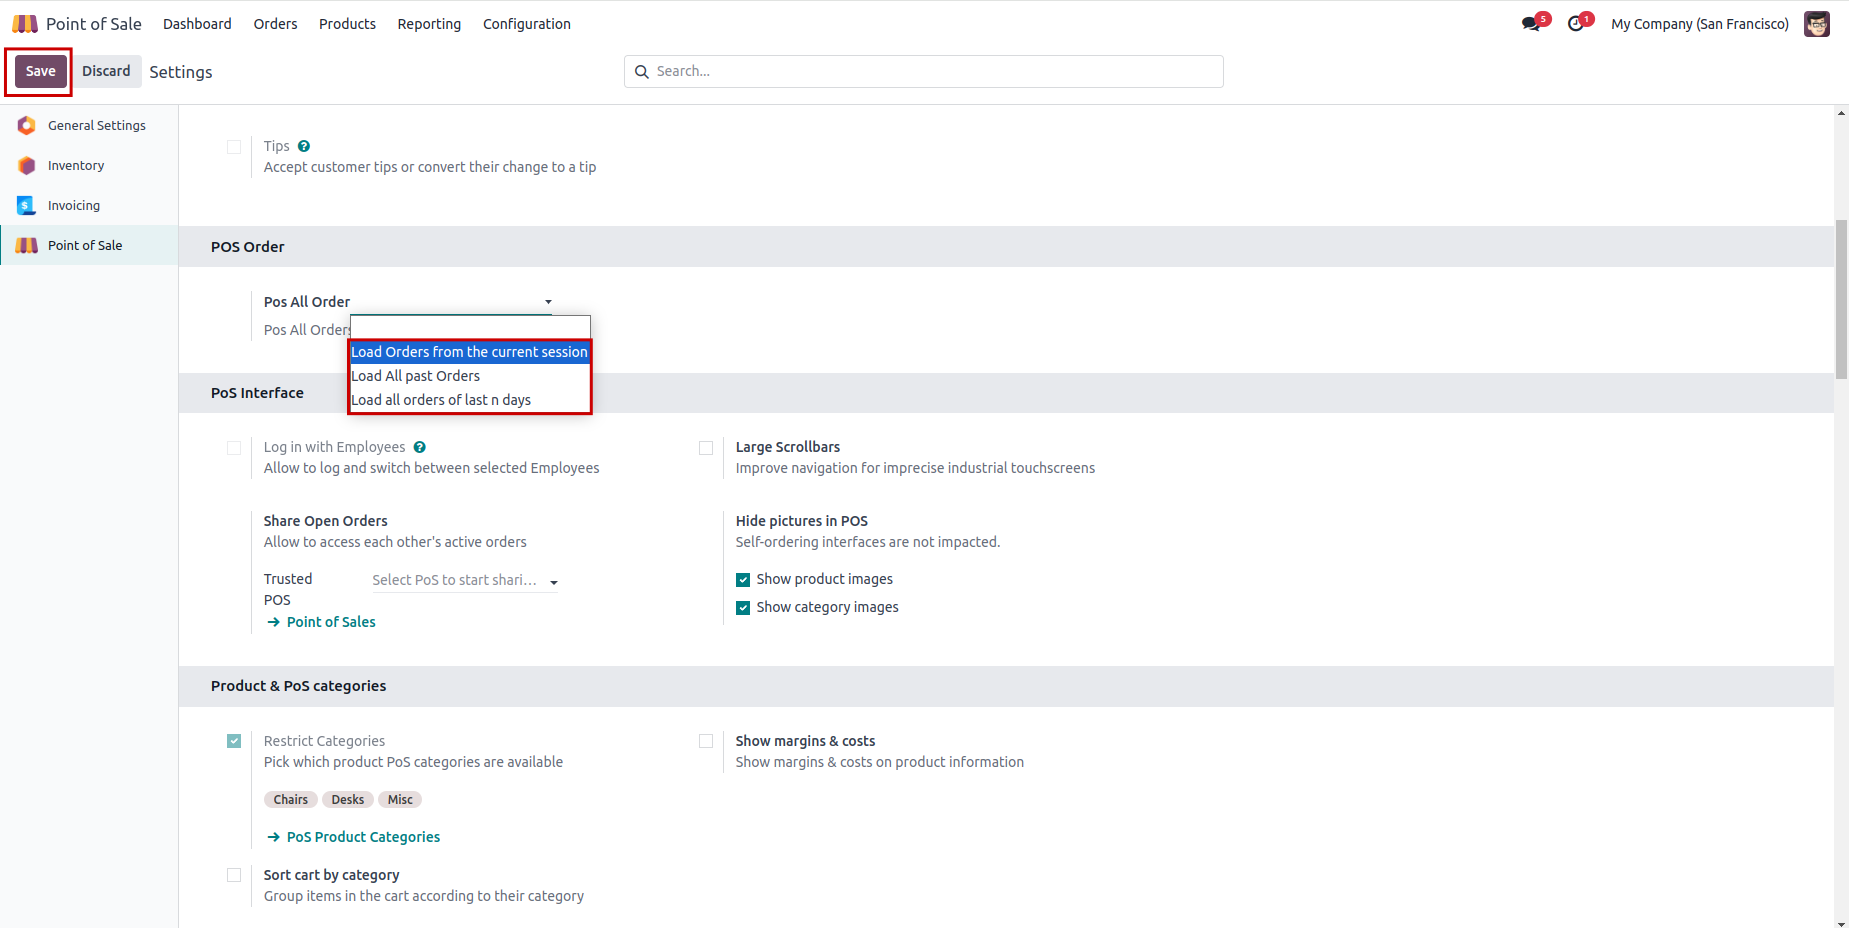 Point of Sale Dashboard Orders Products Reporting Configuration 5 1 My Company (San Francisco)
Save Discard Settings Search...
General Settings
Inventory
Invoicing
Point of Sale
Tips ?
Accept customer tips or convert their change to a tip
POS Order
Pos All Order
Pos All Orders
Load Orders from the current session
Load All past Orders
Load all orders of last n days
PoS Interface
Log in with Employees ?
Allow to log and switch between selected Employees
Large Scrollbars
Improve navigation for imprecise industrial touchscreens
Share Open Orders
Allow to access each other's active orders
Trusted POS Select PoS to start shari...
→ Point of Sales
Hide pictures in POS
Self-ordering interfaces are not impacted.
Show product images
Show category images
Product & PoS categories
Restrict Categories
Pick which product PoS categories are available
Chairs Desks Misc
→ PoS Product Categories
Show margins & costs
Show margins & costs on product information
Sort cart by category
Group items in the cart according to their category